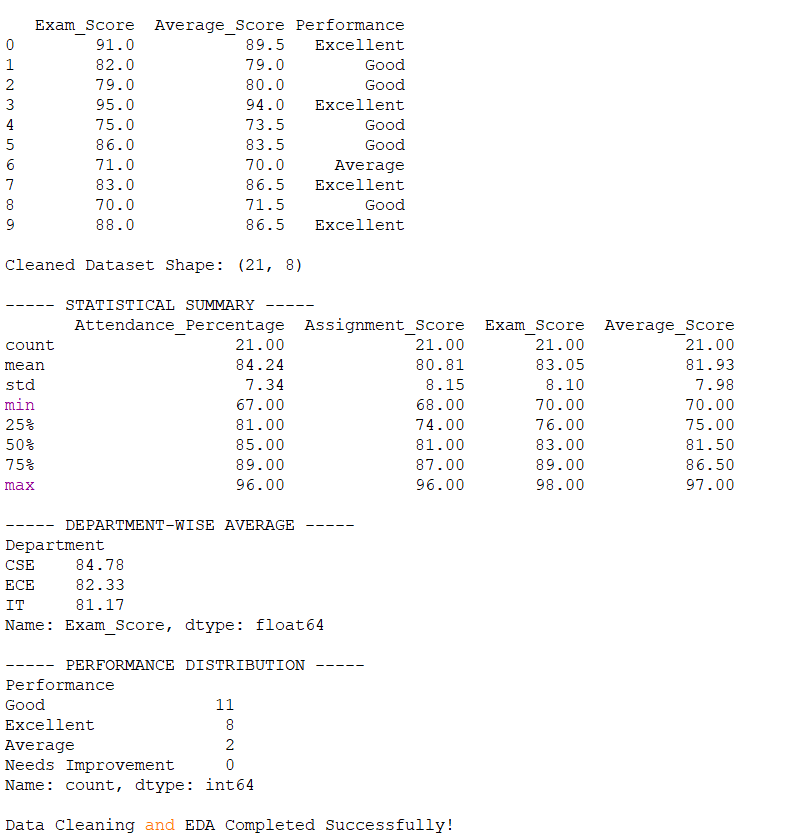 Exam_Score Average_Score Performance
0 91.0 89.5 Excellent
1 82.0 79.0 Good
2 79.0 80.0 Good
3 95.0 94.0 Excellent
4 75.0 73.5 Good
5 86.0 83.5 Good
6 71.0 70.0 Average
7 83.0 86.5 Excellent
8 70.0 71.5 Good
9 88.0 86.5 Excellent
Cleaned Dataset Shape: (21, 8)
----- STATISTICAL SUMMARY -----
Attendance_Percentage Assignment_Score Exam_Score Average_Score
count 21.00 21.00 21.00 21.00
mean 84.24 80.81 83.05 81.93
std 7.34 8.15 8.10 7.98
min 67.00 68.00 70.00 70.00
25% 81.00 74.00 76.00 75.00
50% 85.00 81.00 83.00 81.50
75% 89.00 87.00 89.00 86.50
max 96.00 96.00 98.00 97.00
----- DEPARTMENT-WISE AVERAGE -----
Department
CSE 84.78
ECE 82.33
IT 81.17
Name: Exam_Score, dtype: float64
----- PERFORMANCE DISTRIBUTION -----
Performance
Good 11
Excellent 8
Average 2
Needs Improvement 0
Name: count, dtype: int64
Data Cleaning and EDA Completed Successfully!